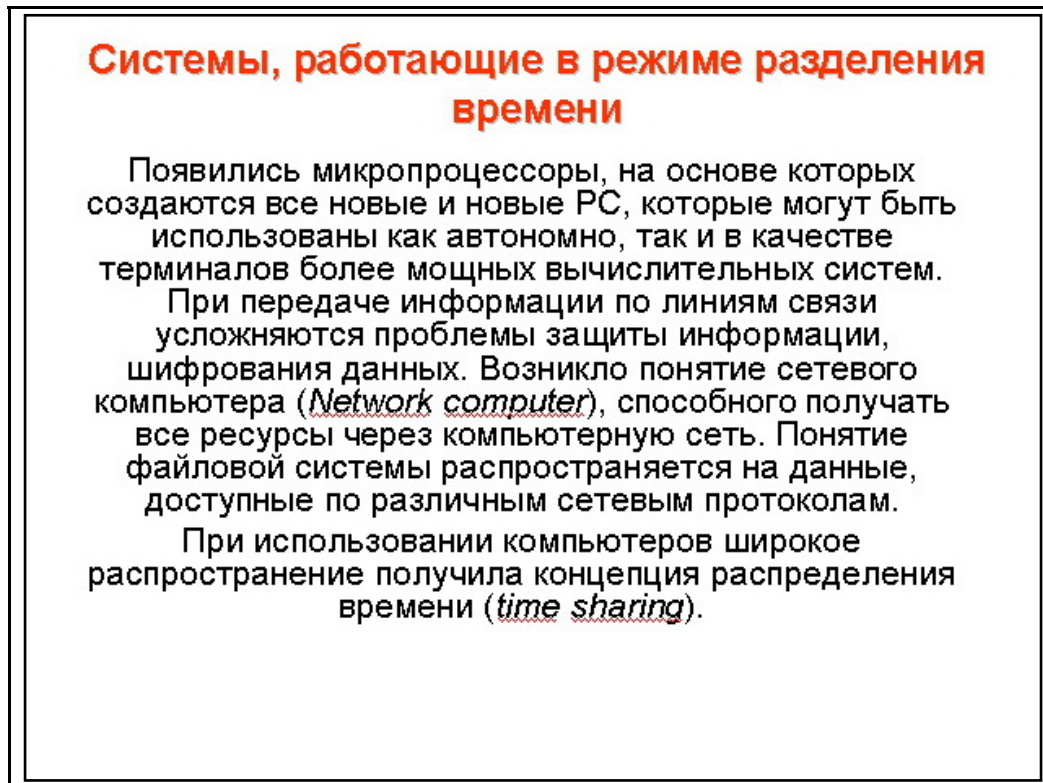 Системы, работающие в режиме разделения
времени
Появились микропроцессоры, на основе которых
создаются все новые и новые РС, которые могут быть
использованы как автономно, так и в качестве
терминалов более мощных вычислительных систем.
При передаче информации по линиям связи
усложняются проблемы защиты информации,
шифрования данных. Возникло понятие сетевого
компьютера (Network computer), способного получать
все ресурсы через компьютерную сеть. Понятие
файловой системы распространяется на данные,
доступные по различным сетевым протоколам.
При использовании компьютеров широкое
распространение получила концепция распределения
времени (time sharing).